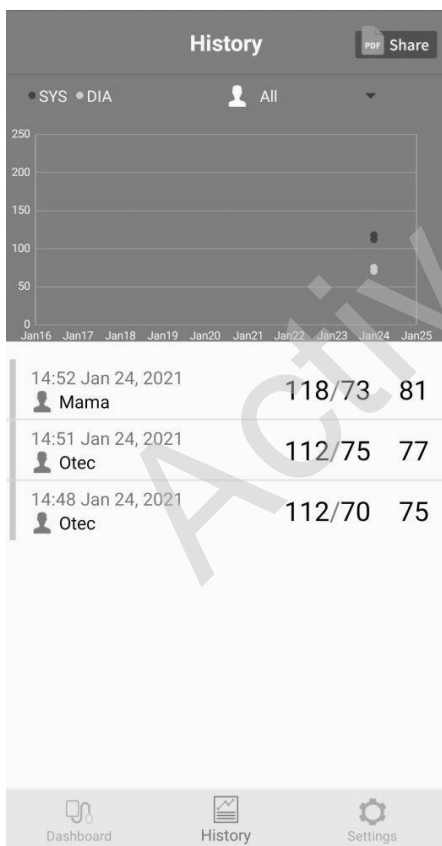 History
PDF Share
SYS DIA All
250
200
150
100
50
0
Jan16 Jan17 Jan18 Jan19 Jan20 Jan21 Jan22 Jan23 Jan24 Jan25
14:52 Jan 24, 2021
Mama
118/73 81
14:51 Jan 24, 2021
Otec
112/75 77
14:48 Jan 24, 2021
Otec
112/70 75
Activ
Dashboard History Settings